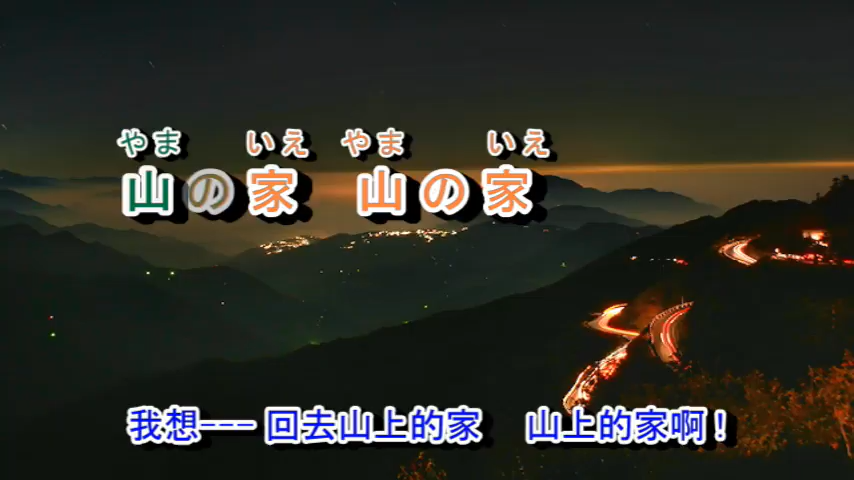 やま いえ やま いえ
山の家 山の家
我想--- 回去山上的家 山上的家啊！